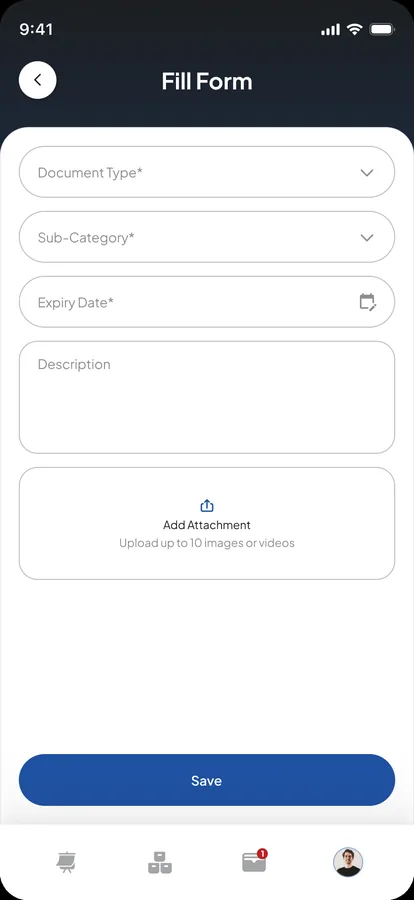 9:41
Fill Form
Document Type*
Sub-Category*
Expiry Date*
Description
Add Attachment
Upload up to 10 images or videos
Save
1